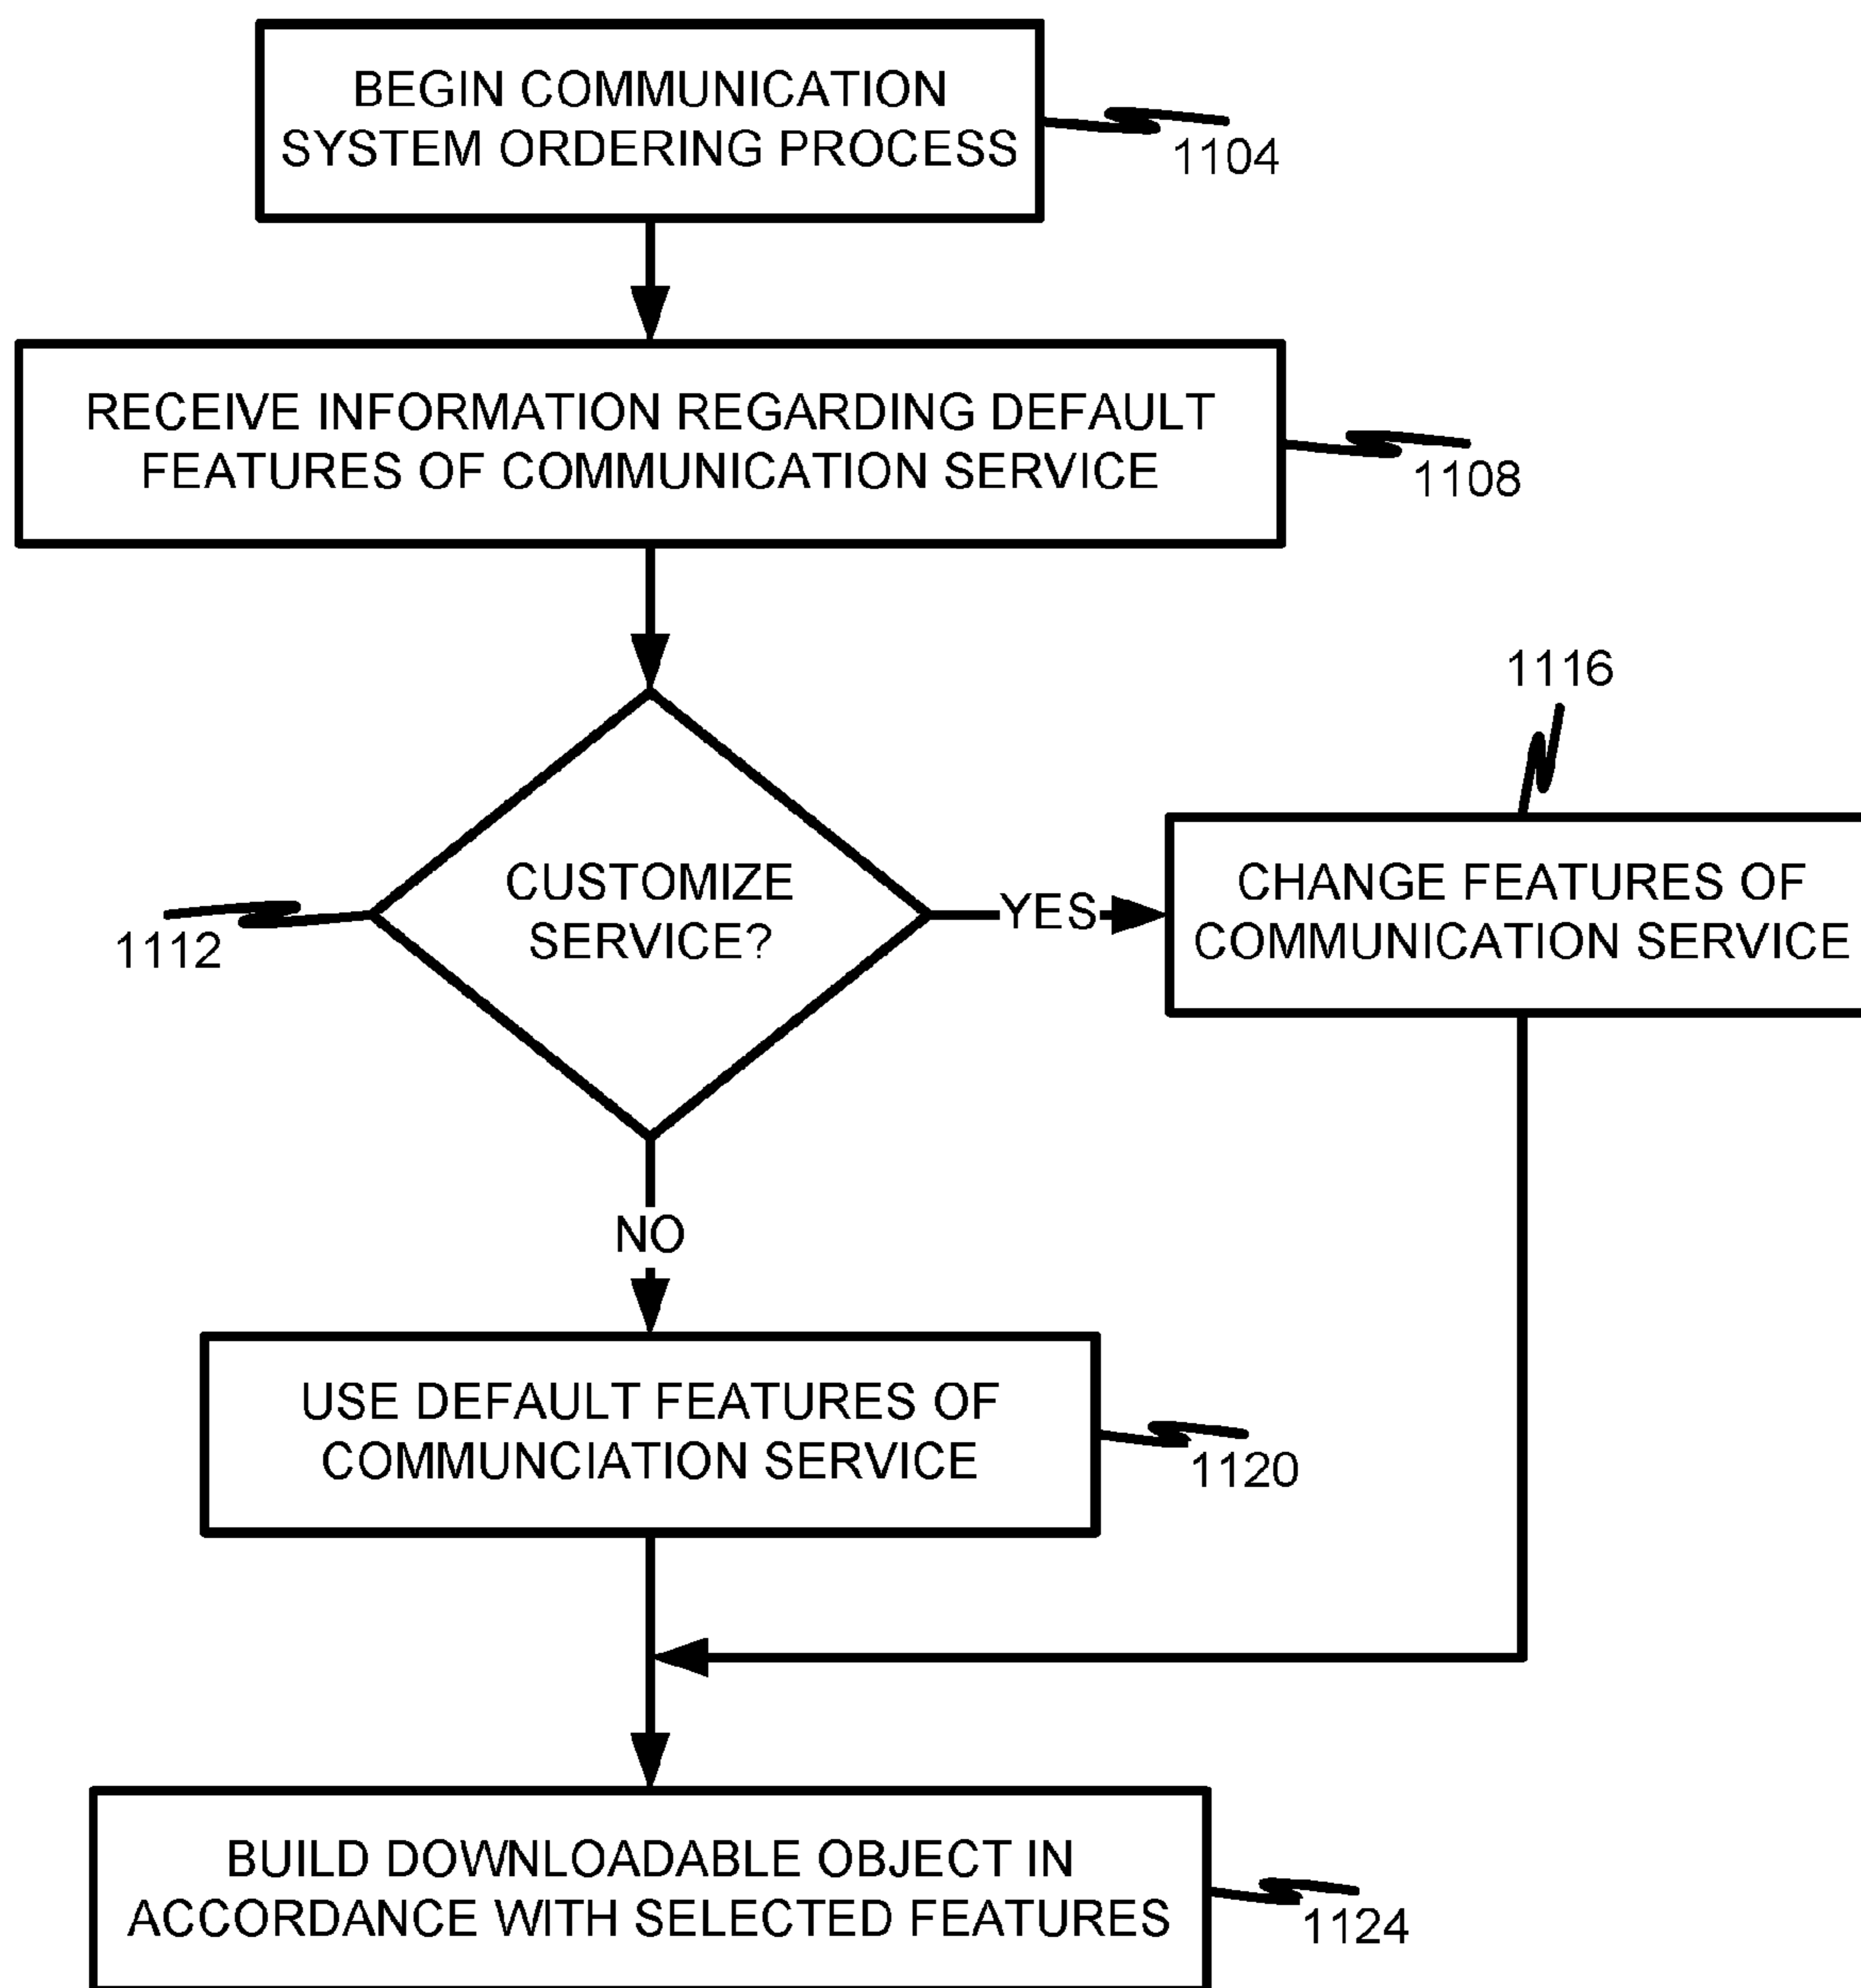 BEGIN COMMUNICATION
SYSTEM ORDERING PROCESS
1104
RECEIVE INFORMATION REGARDING DEFAULT
FEATURES OF COMMUNICATION SERVICE
1108
1112
CUSTOMIZE
SERVICE?
YES
1116
CHANGE FEATURES OF
COMMUNICATION SERVICE
NO
USE DEFAULT FEATURES OF
COMMUNCIATION SERVICE
1120
BUILD DOWNLOADABLE OBJECT IN
ACCORDANCE WITH SELECTED FEATURES
1124